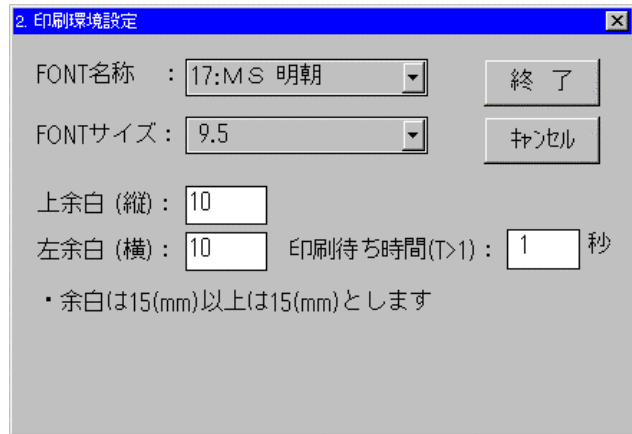 2. 印刷環境設定
FONT名称 : 17:ＭＳ 明朝
終 了
FONTサイズ : 9.5
ｷｬﾝｾﾙ
上余白 (縦) : 10
左余白 (横) : 10 印刷待ち時間(T>1) : 1 秒
・余白は15(mm)以上は15(mm)とします